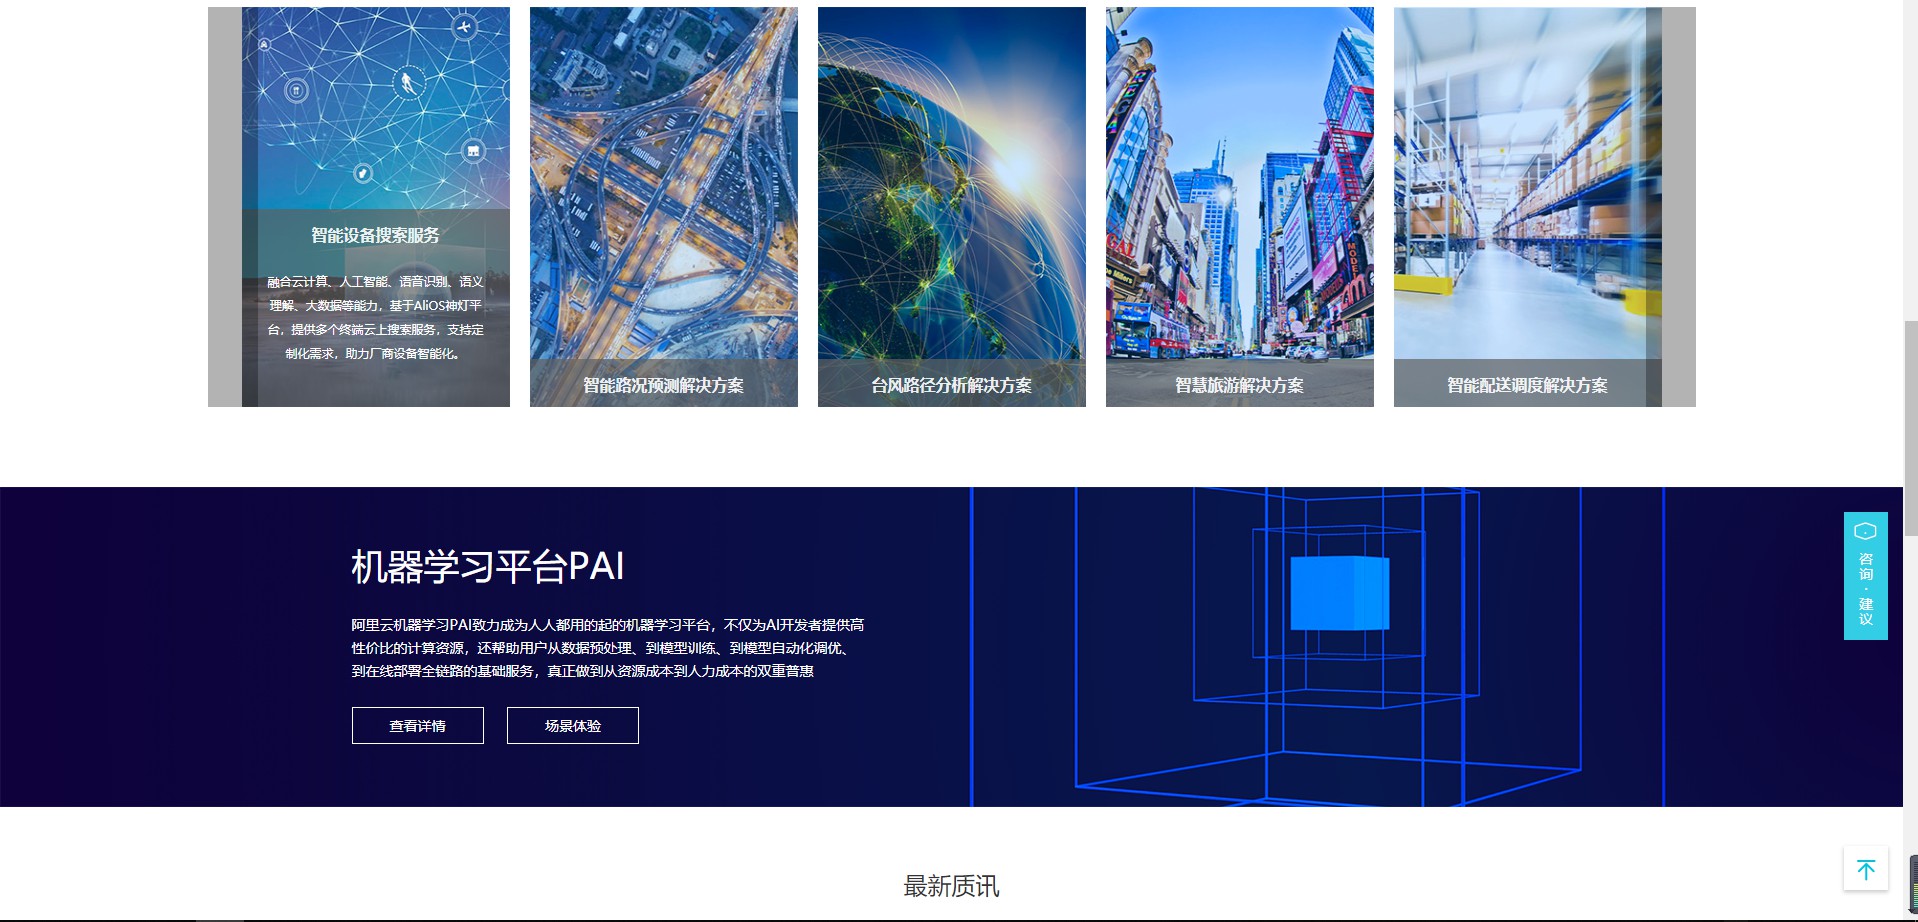 智能设备搜索服务
融合云计算、人工智能、语音识别、语义
理解、大数据等能力，基于AliOS神灯平
台，提供多个终端云上搜索服务，支持定
制化需求，助力厂商设备智能化。
智能路况预测解决方案
台风路径分析解决方案
智慧旅游解决方案
智能配送调度解决方案
机器学习平台PAI
阿里云机器学习PAI致力成为人人都用的起的机器学习平台，不仅为AI开发者提供高
性价比的计算资源，还帮助用户从数据预处理、到模型训练、到模型自动化调优、
到在线部署全链路的基础服务，真正做到从资源成本到人力成本的双重普惠
查看详情
场景体验
咨询·建议
最新质讯